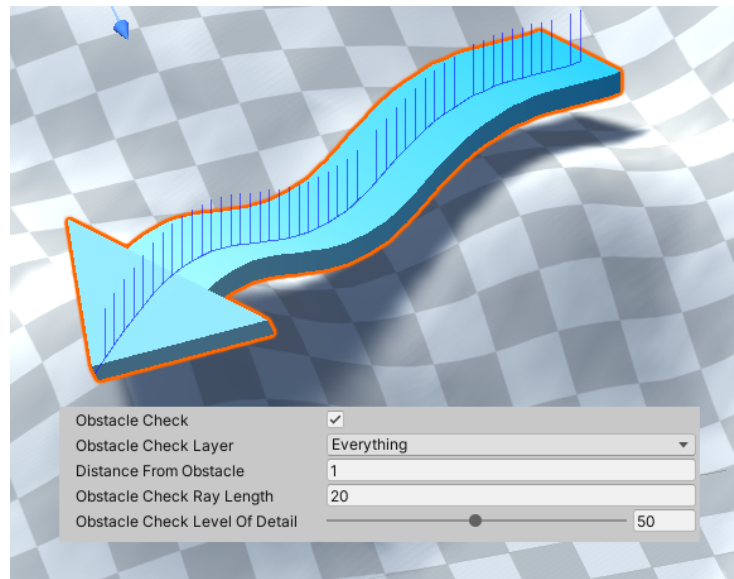 Obstacle Check
Obstacle Check Layer Everything
Distance From Obstacle 1
Obstacle Check Ray Length 20
Obstacle Check Level Of Detail 50